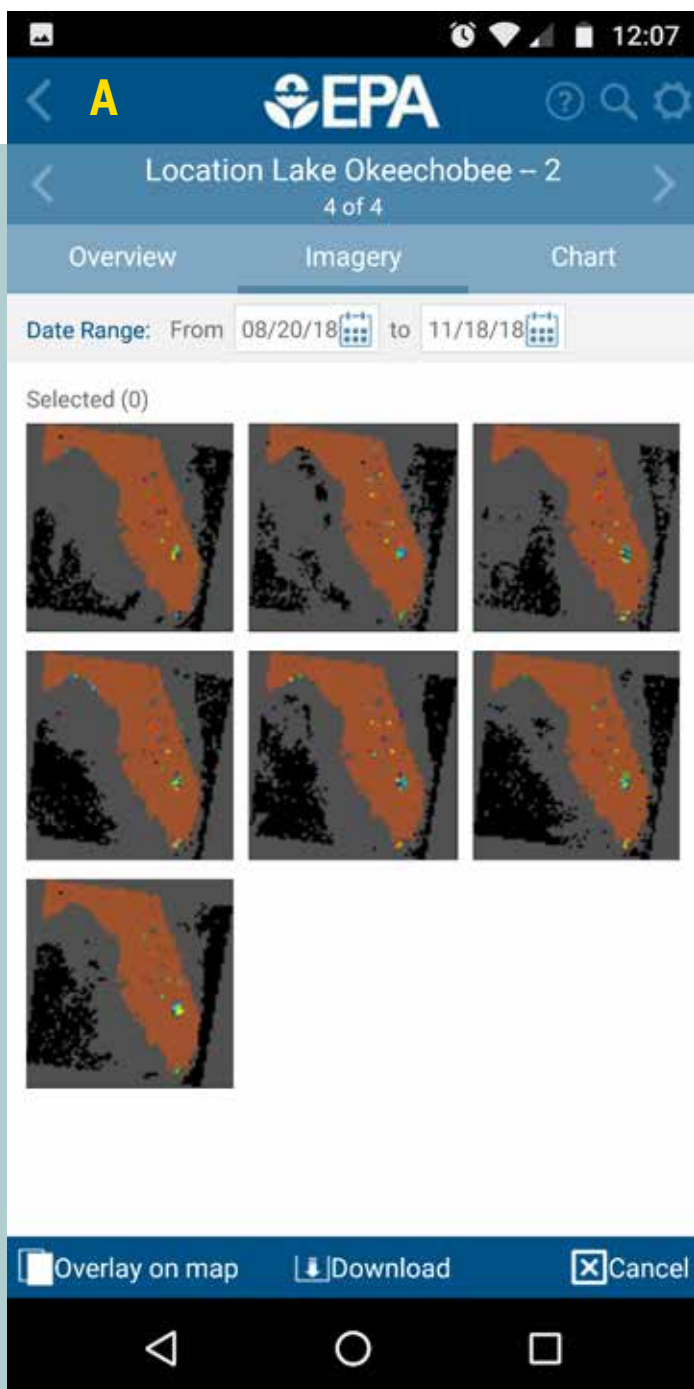 12:07
A EPA
Location Lake Okeechobee – 2
4 of 4
Overview Imagery Chart
Date Range: From 08/20/18 to 11/18/18
Selected (0)
Overlay on map Download Cancel